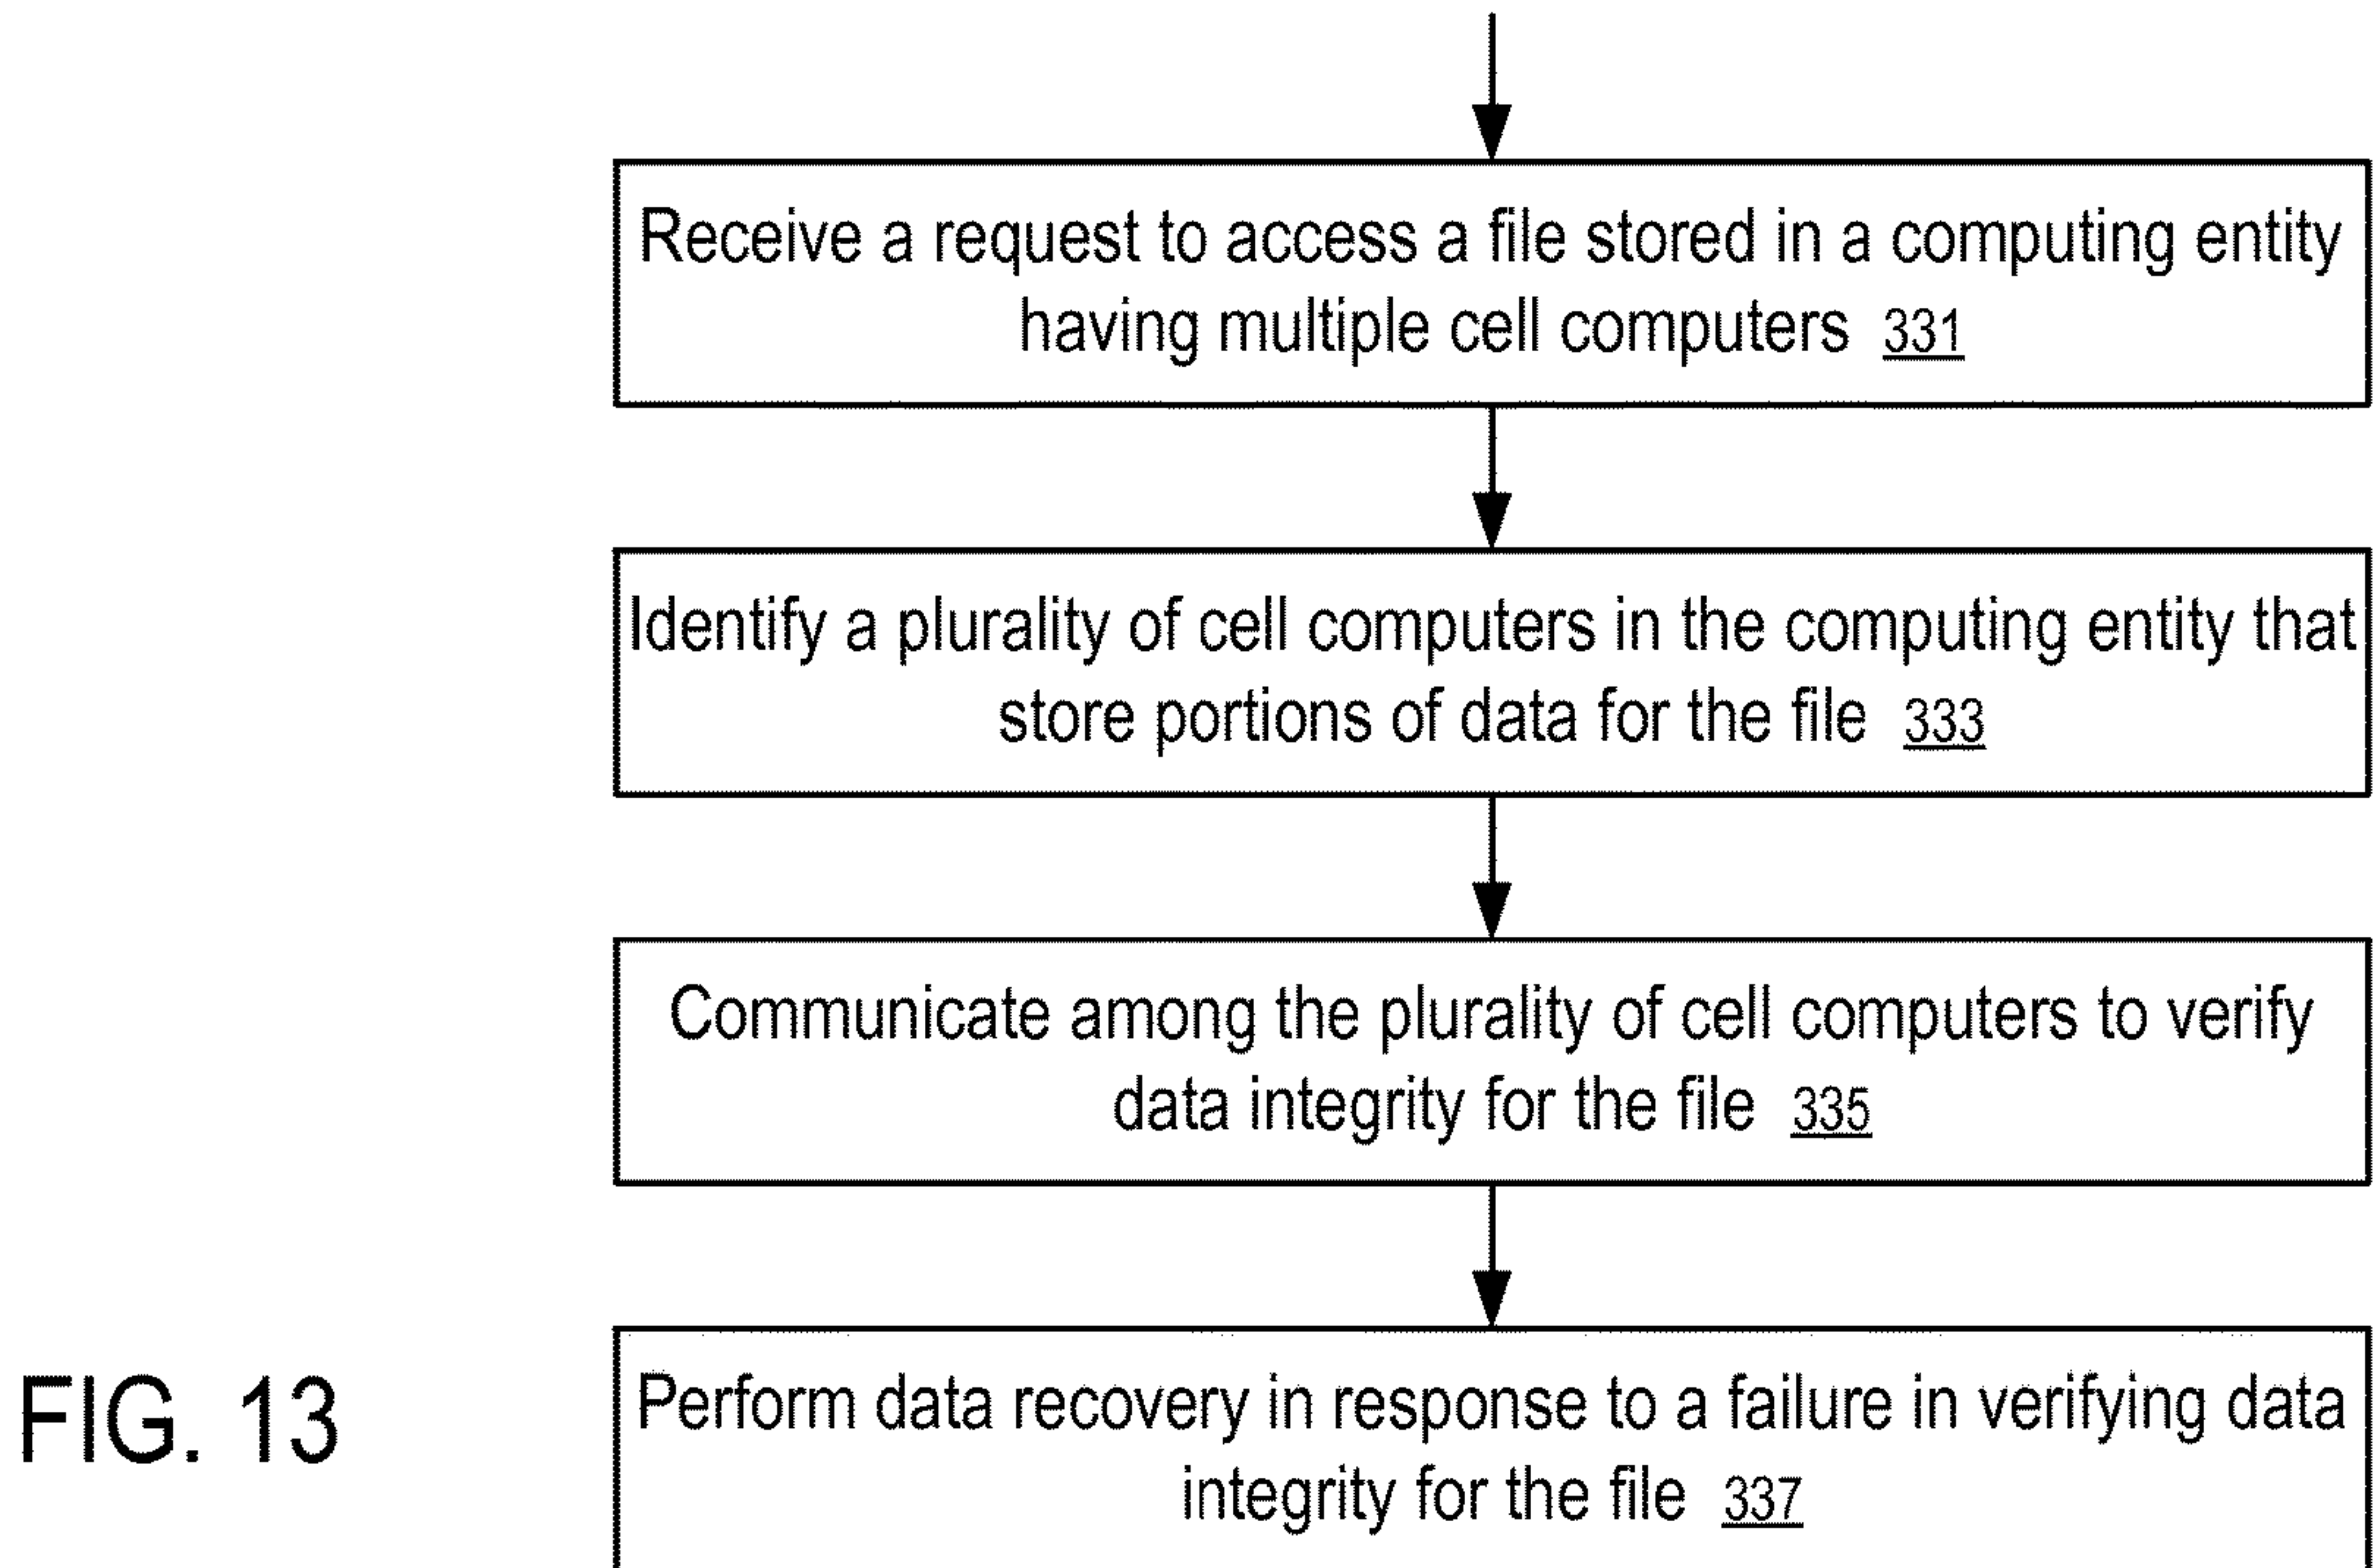 Receive a request to access a file stored in a computing entity
having multiple cell computers 331
Identify a plurality of cell computers in the computing entity that
store portions of data for the file 333
Communicate among the plurality of cell computers to verify
data integrity for the file 335
Perform data recovery in response to a failure in verifying data
integrity for the file 337
FIG. 13